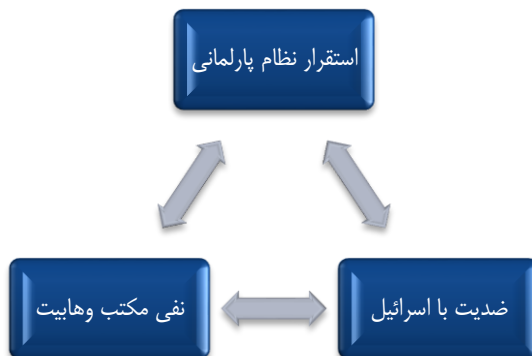 استقرار نظام پارلمانی
ضدیت با اسرائیل
نفی مکتب وهابیت